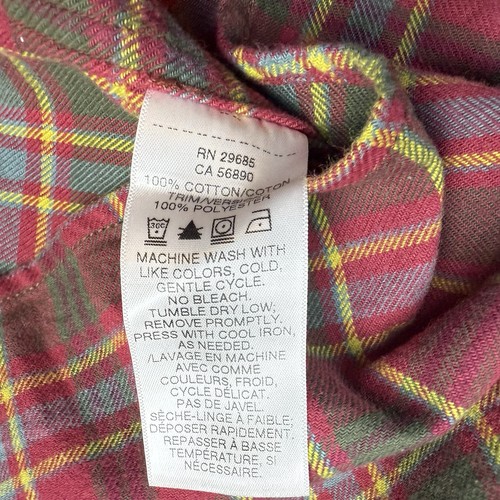 RN 29685
CA 56890
100% COTTON/COTON
TRIM/VERSE
100% POLYESTER
30C
MACHINE WASH WITH
LIKE COLORS, COLD,
GENTLE CYCLE.
NO BLEACH.
TUMBLE DRY LOW;
REMOVE PROMPTLY.
PRESS WITH COOL IRON,
AS NEEDED.
/LAVAGE EN MACHINE
AVEC COMME
COULEURS, FROID,
CYCLE DÉLICAT.
PAS DE JAVEL.
SÈCHE-LINGE À FAIBLE;
DÉPOSER RAPIDEMENT.
REPASSER À BASSE
TEMPÉRATURE, SI
NÉCESSAIRE.